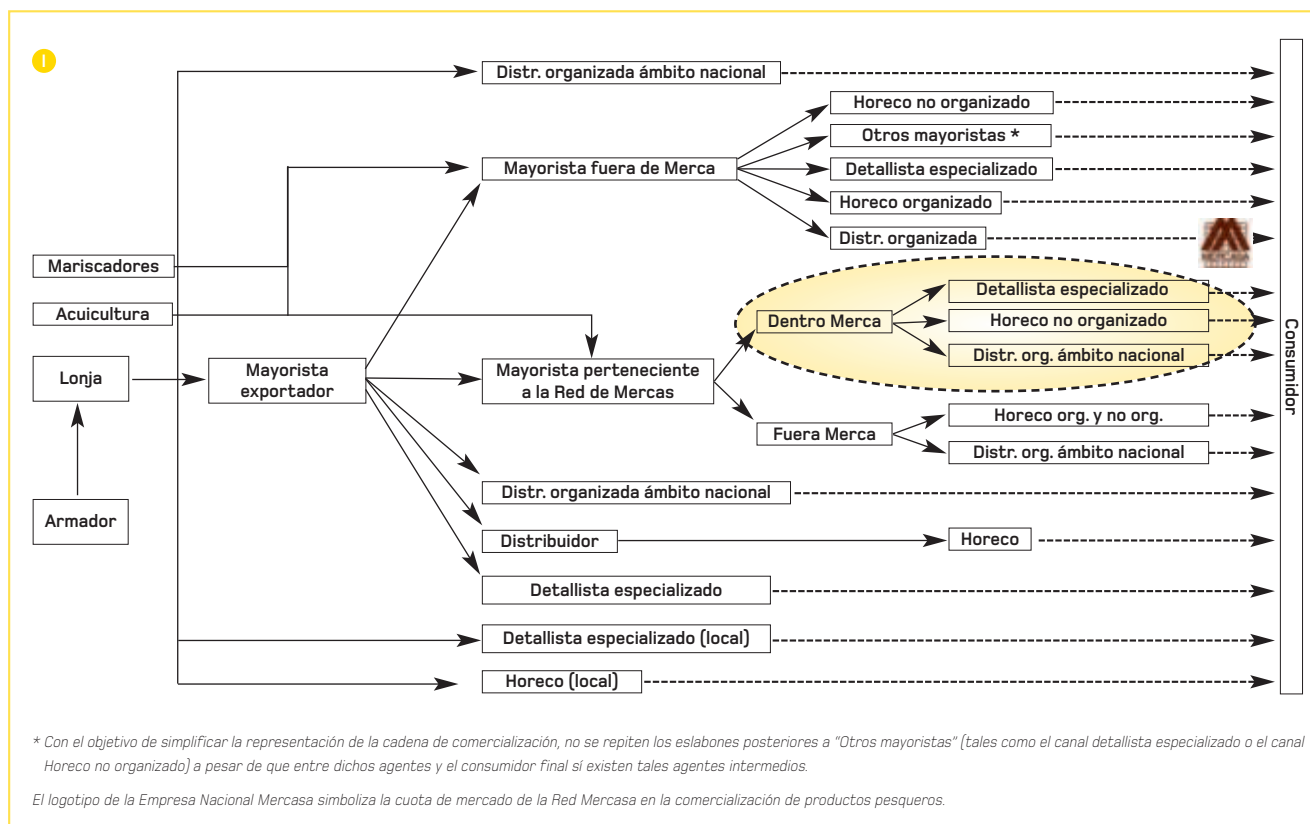 I
Distr. organizada ámbito nacional
Horeco no organizado
Otros mayoristas *
Mayorista fuera de Merca
Detallista especializado
Horeco organizado
Distr. organizada
MERCASA
Mariscadores
Acuicultura
Detallista especializado
Dentro Merca
Horeco no organizado
Distr. org. ámbito nacional
Lonja
Mayorista
exportador
Mayorista perteneciente
a la Red de Mercas
Consumidor
Horeco org. y no org.
Fuera Merca
Distr. org. ámbito nacional
Distr. organizada ámbito nacional
Armador
Distribuidor
Horeco
Detallista especializado
Detallista especializado (local)
Horeco (local)
* Con el objetivo de simplificar la representación de la cadena de comercialización, no se repiten los eslabones posteriores a "Otros mayoristas" (tales como el canal detallista especializado o el canal
Horeco no organizado) a pesar de que entre dichos agentes y el consumidor final sí existen tales agentes intermedios.
El logotipo de la Empresa Nacional Mercasa simboliza la cuota de mercado de la Red Mercasa en la comercialización de productos pesqueros.